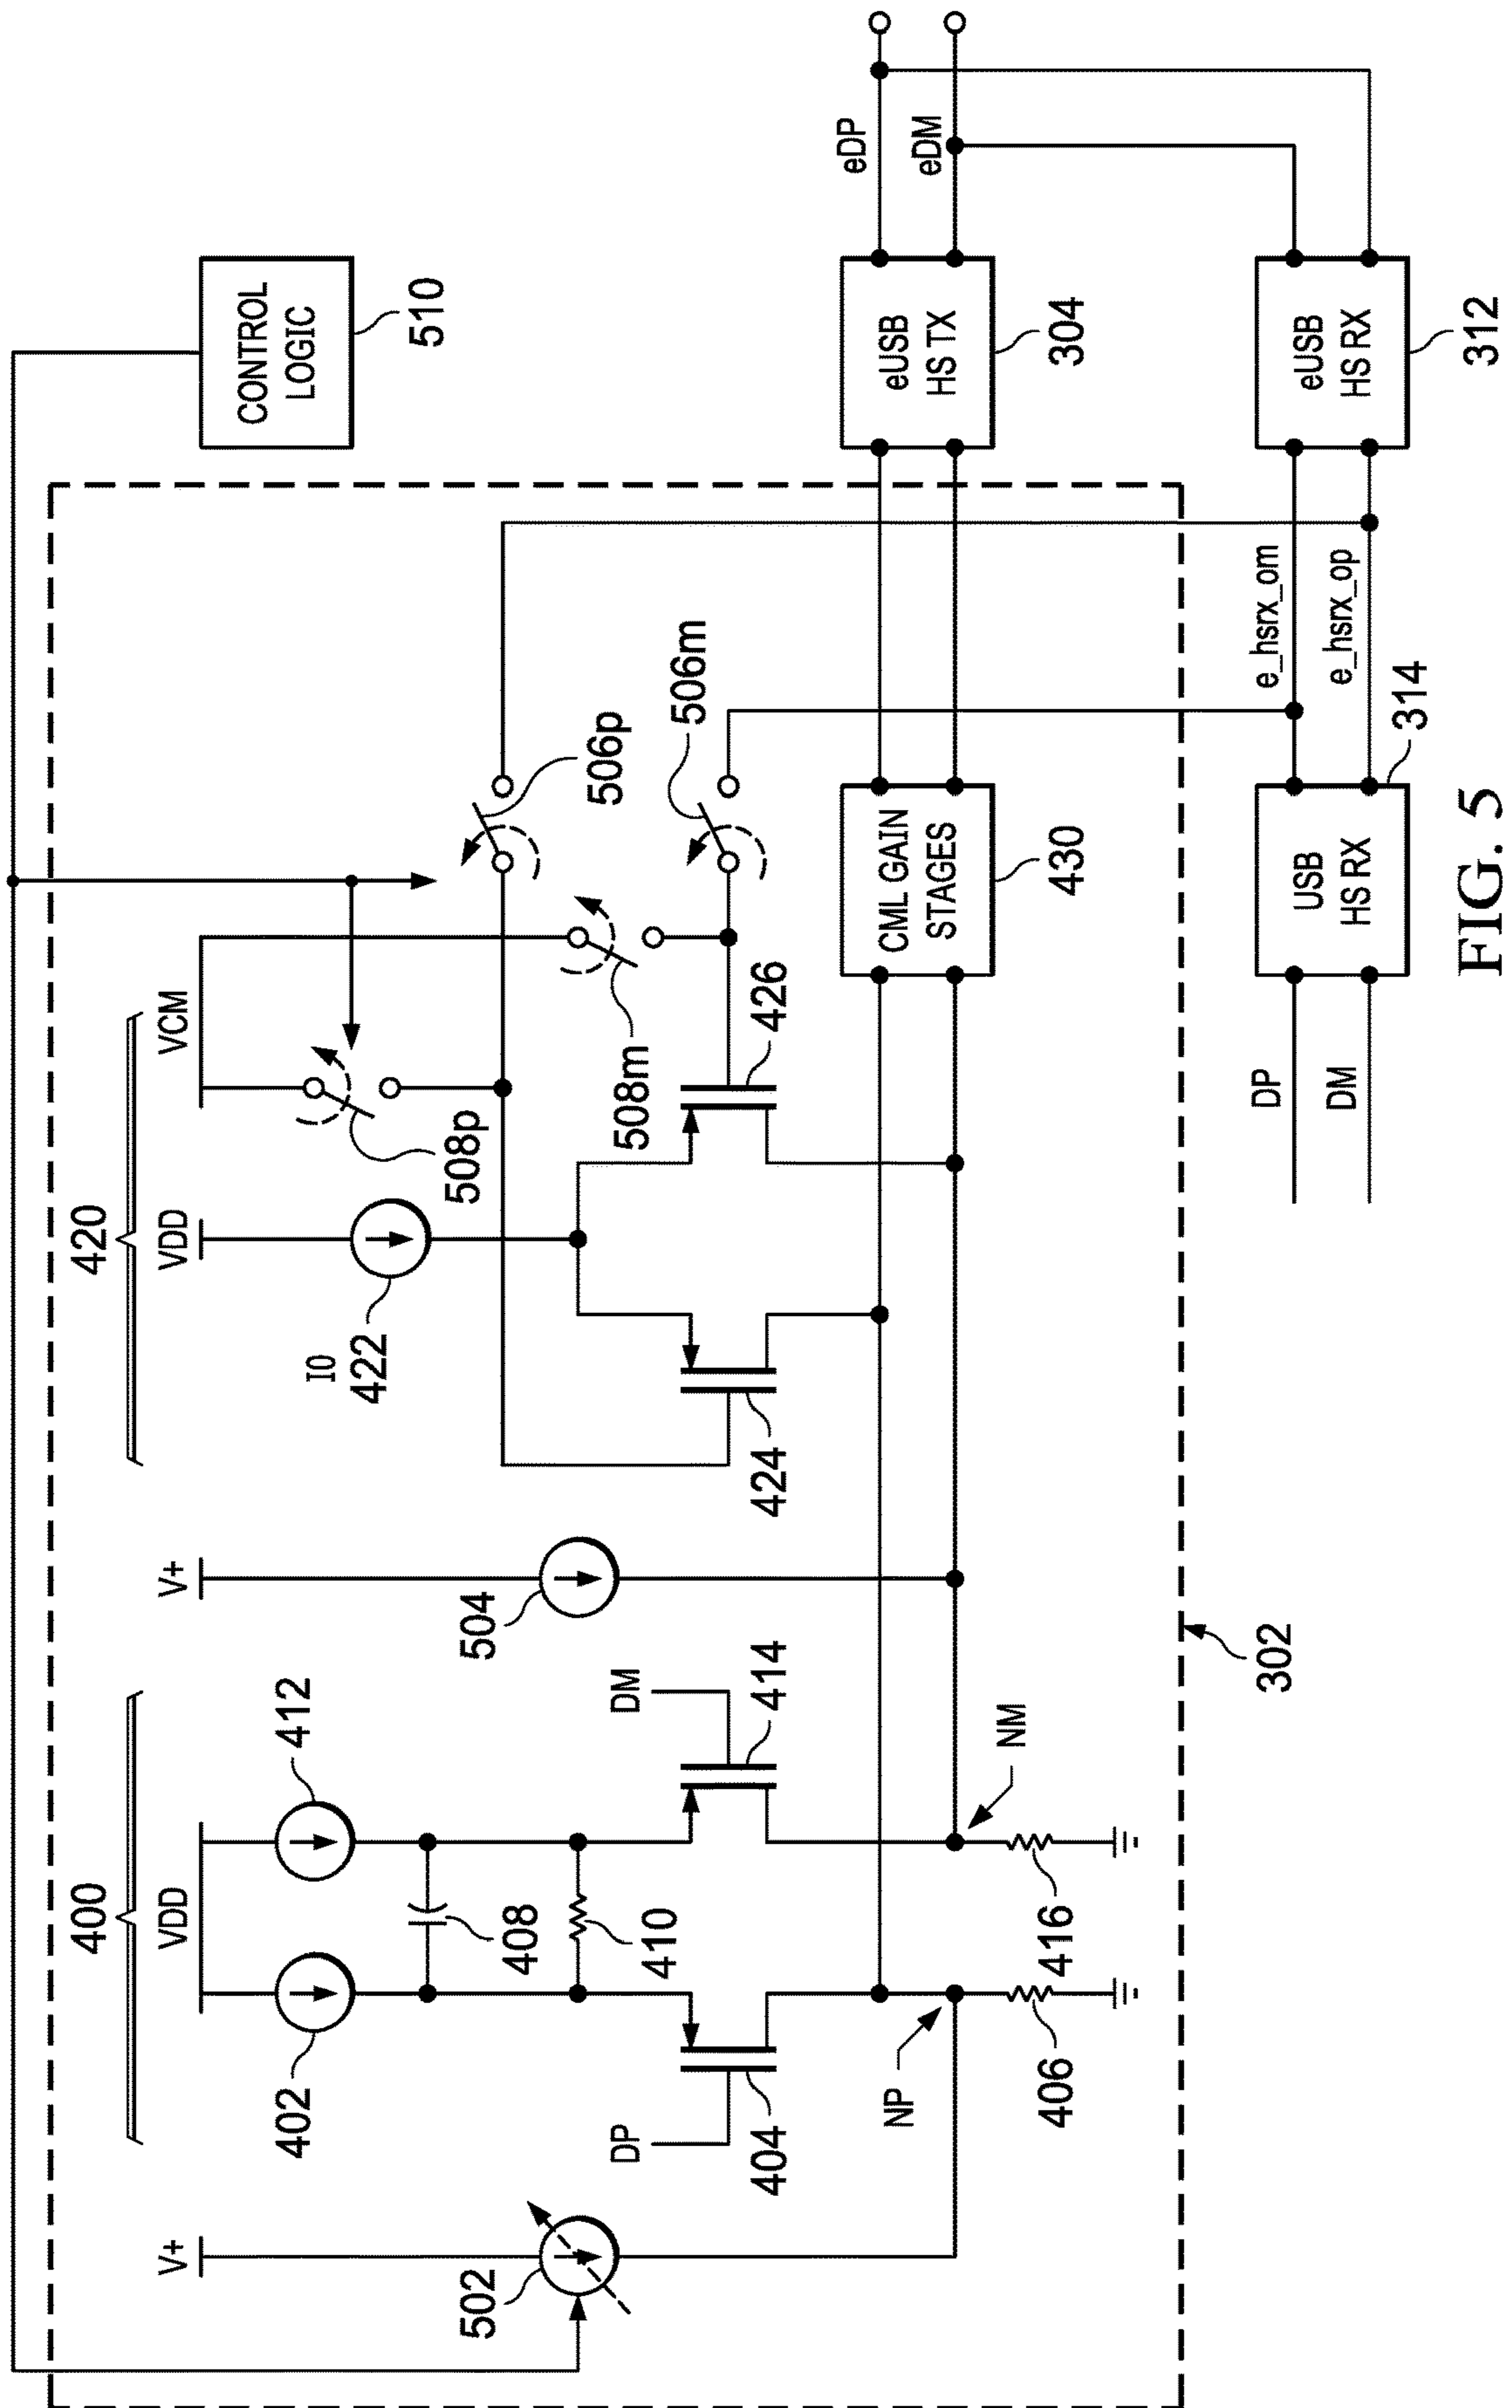 400
420
V+
VDD
V+
VDD
VCM
402
412
I0
422
508p
CONTROL
LOGIC
510
502
408
410
504
508m
506p
506m
DP
404
DM
414
424
426
NP
NM
406
416
CML GAIN
STAGES
430
eUSB
HS TX
304
eDP
eDM
302
DP
DM
USB
HS RX
314
e_hsrx_om
e_hsrx_op
eUSB
HS RX
312
FIG. 5